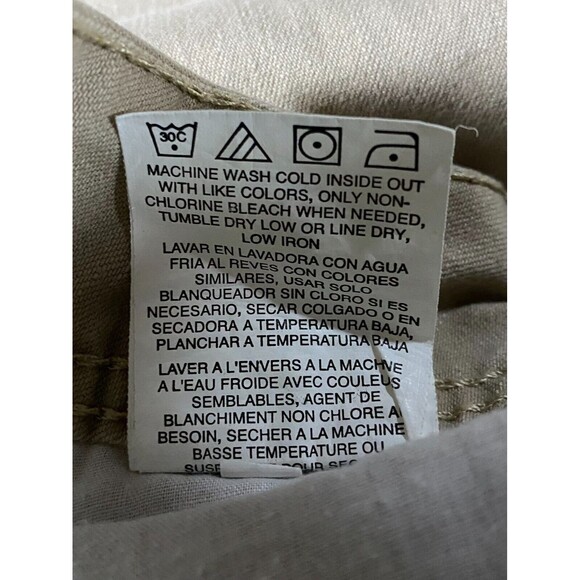 30C
MACHINE WASH COLD INSIDE OUT
WITH LIKE COLORS, ONLY NON-
CHLORINE BLEACH WHEN NEEDED,
TUMBLE DRY LOW OR LINE DRY,
LOW IRON
LAVAR EN LAVADORA CON AGUA
FRIA AL REVES CON COLORES
SIMILARES, USAR SOLO
BLANQUEADOR SIN CLORO SI ES
NECESARIO, SECAR COLGADO O EN
SECADORA A TEMPERATURA BAJA,
PLANCHAR A TEMPERATURA BAJA
LAVER A L'ENVERS A LA MACHINE
A L'EAU FROIDE AVEC COULEUS
SEMBLABLES, AGENT DE
BLANCHIMENT NON CHLORE
BESOIN, SECHER A LA MACHINE
BASSE TEMPERATURE OU
POUR